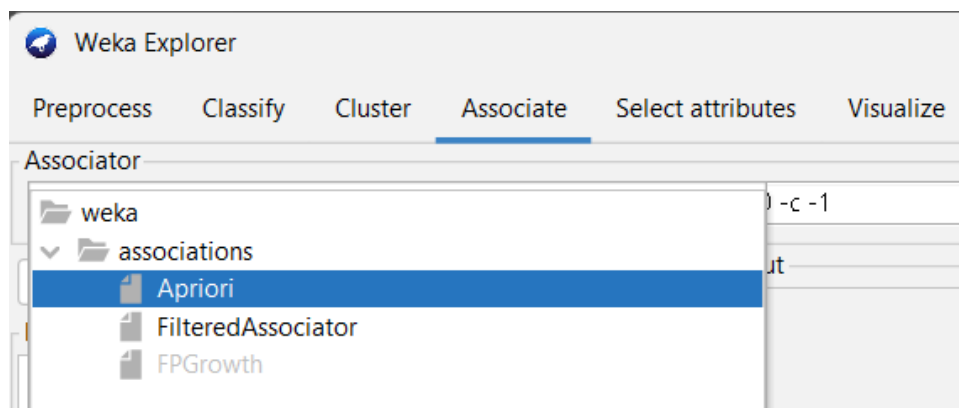 Weka Explorer
Preprocess Classify Cluster Associate Select attributes Visualize
Associator
weka
-c -1
associations
Apriori
FilteredAssociator
FPGrowth